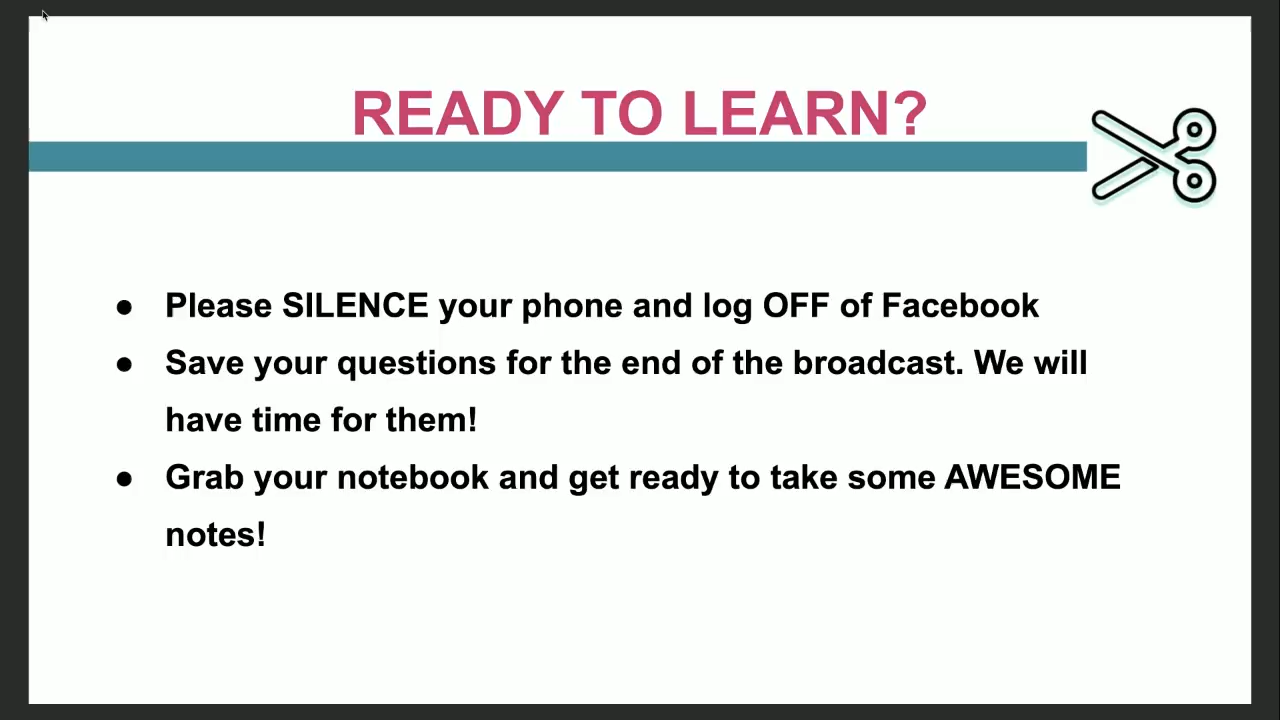 READY TO LEARN?
● Please SILENCE your phone and log OFF of Facebook
● Save your questions for the end of the broadcast. We will
have time for them!
● Grab your notebook and get ready to take some AWESOME
notes!